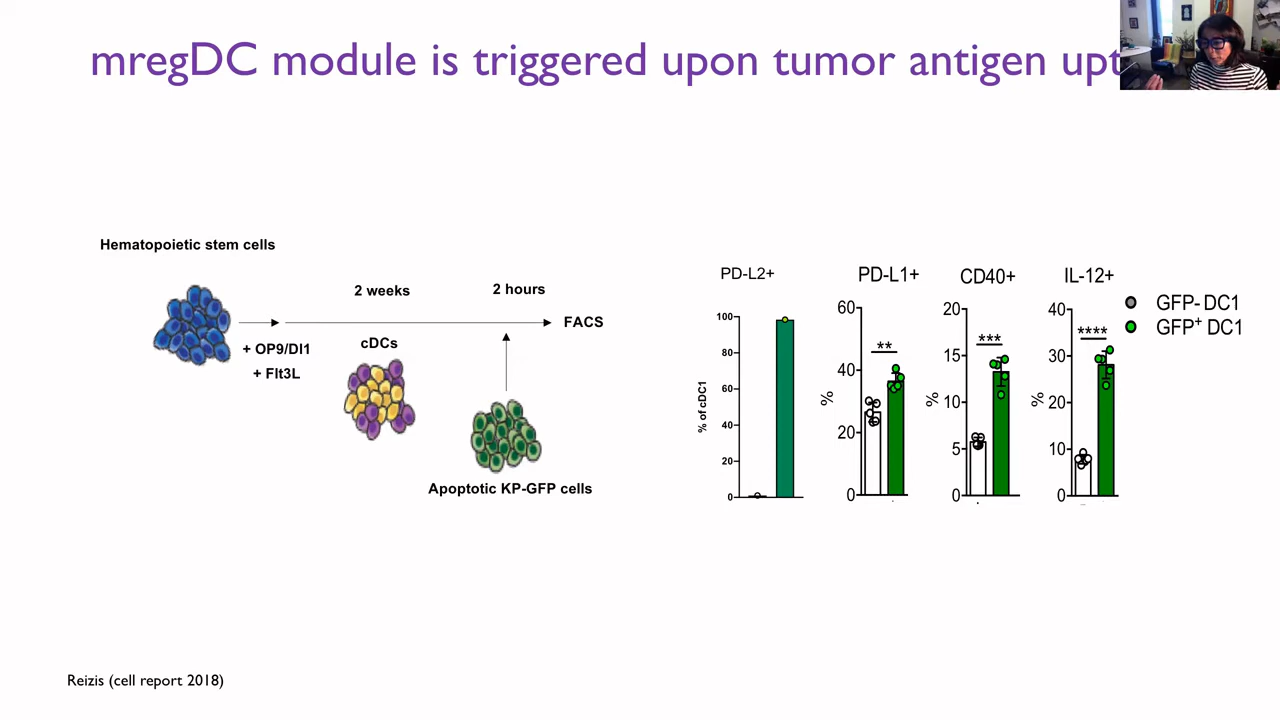 mregDC module is triggered upon tumor antigen upt
Hematopoietic stem cells
2 weeks
2 hours
FACS
+ OP9/Dl1
+ Flt3L
cDCs
Apoptotic KP-GFP cells
PD-L2+
% of cDC1
100
80
60
40
20
0
PD-L1+
%
60
40
20
0
**
CD40+
%
20
15
10
5
0
***
IL-12+
%
40
30
20
10
0
****
GFP- DC1
GFP+ DC1
Reizis (cell report 2018)